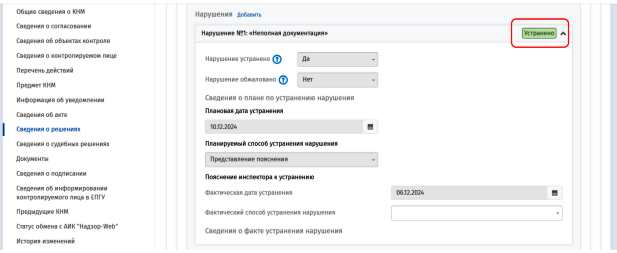 Общие сведения о КНМ
Сведения о согласовании
Сведения об объектах контроля
Сведения о контролируемом лице
Перечень действий
Предмет КНМ
Информация об уведомлении
Сведения об акте
Сведения о решениях
Сведения о судебных решениях
Документы
Сведения о подписании
Сведения об информировании
контролируемого лица в ЕПГУ
Предыдущие КНМ
Статус обмена с АИК "Надзор-Web"
История изменений
Нарушения Добавить
Нарушение №1: «Неполная документация» Устранено
Нарушение устранено ? Да
Нарушение обжаловано ? Нет
Сведения о плане по устранению нарушения
Плановая дата устранения
10.12.2024
Планируемый способ устранения нарушения
Представление пояснения
Пояснение инспектора к устранению
Фактическая дата устранения 06.12.2024
Фактический способ устранения нарушения
Сведения о факте устранения нарушения